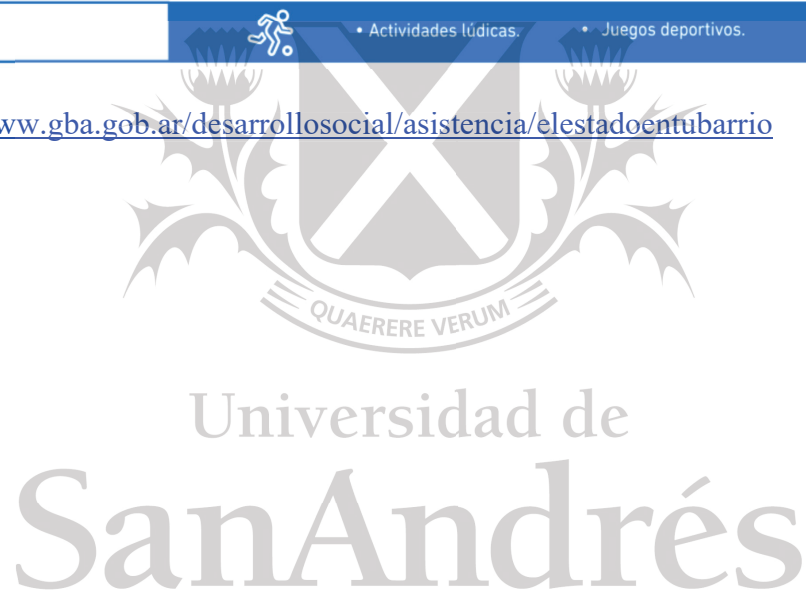 • Actividades lúdicas. • Juegos deportivos.
ww.gba.gob.ar/desarrollosocial/asistencia/elestadoentubarrio
QUAERERE VERUM
Universidad de
SanAndrés